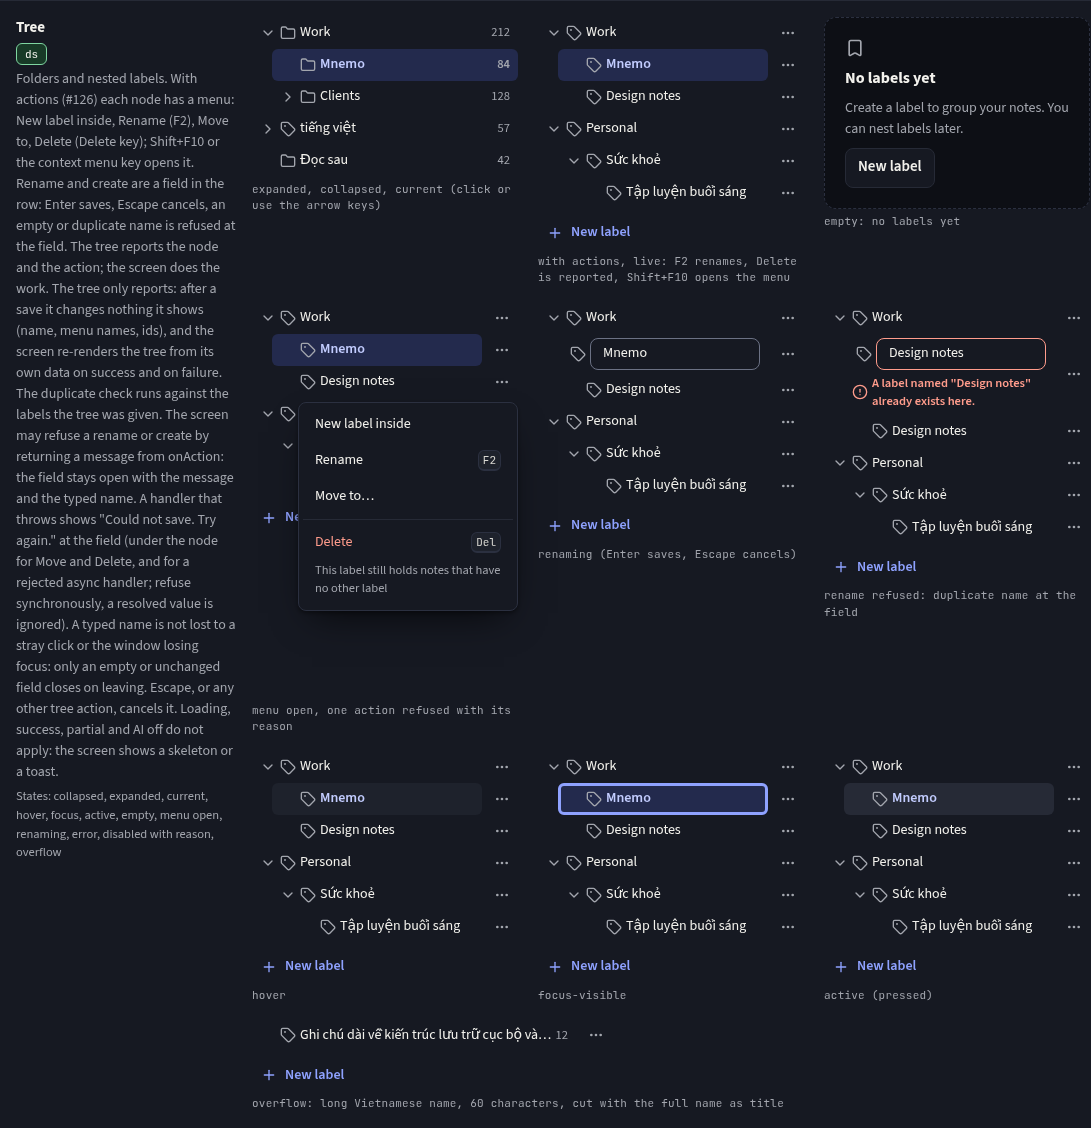 Tree
ds
Folders and nested labels. With
actions (#126) each node has a menu:
New label inside, Rename (F2), Move
to, Delete (Delete key); Shift+F10 or
the context menu key opens it.
Rename and create are a field in the
row: Enter saves, Escape cancels, an
empty or duplicate name is refused at
the field. The tree reports the node
and the action; the screen does the
work. The tree only reports: after a
save it changes nothing it shows
(name, menu names, ids), and the
screen re-renders the tree from its
own data on success and on failure.
The duplicate check runs against the
labels the tree was given. The screen
may refuse a rename or create by
returning a message from onAction:
the field stays open with the message
and the typed name. A handler that
throws shows "Could not save. Try
again." at the field (under the node
for Move and Delete, and for a
rejected async handler; refuse
synchronously, a resolved value is
ignored). A typed name is not lost to a
stray click or the window losing
focus: only an empty or unchanged
field closes on leaving. Escape, or any
other tree action, cancels it. Loading,
success, partial and AI off do not
apply: the screen shows a skeleton or
a toast.
States: collapsed, expanded, current,
hover, focus, active, empty, menu open,
renaming, error, disabled with reason,
overflow
Work 212
Mnemo 84
Clients 128
tiếng việt 57
Đọc sau 42
expanded, collapsed, current (click or
use the arrow keys)
Work
Mnemo
Design notes
Personal
Sức khoẻ
Tập luyện buổi sáng
New label
with actions, live: F2 renames, Delete
is reported, Shift+F10 opens the menu
No labels yet
Create a label to group your notes. You
can nest labels later.
New label
empty: no labels yet
Work
Mnemo
Design notes
New label inside
Rename F2
Move to…
Ne
Delete Del
This label still holds notes that have
no other label
menu open, one action refused with its
reason
Work
Mnemo
Design notes
Personal
Sức khoẻ
Tập luyện buổi sáng
New label
renaming (Enter saves, Escape cancels)
Work
Design notes
A label named "Design notes"
already exists here.
Design notes
Personal
Sức khoẻ
Tập luyện buổi sáng
New label
rename refused: duplicate name at the
field
Work
Mnemo
Design notes
Personal
Sức khoẻ
Tập luyện buổi sáng
New label
hover
Work
Mnemo
Design notes
Personal
Sức khoẻ
Tập luyện buổi sáng
New label
focus-visible
Work
Mnemo
Design notes
Personal
Sức khoẻ
Tập luyện buổi sáng
New label
active (pressed)
Ghi chú dài về kiến trúc lưu trữ cục bộ và… 12
New label
overflow: long Vietnamese name, 60 characters, cut with the full name as title